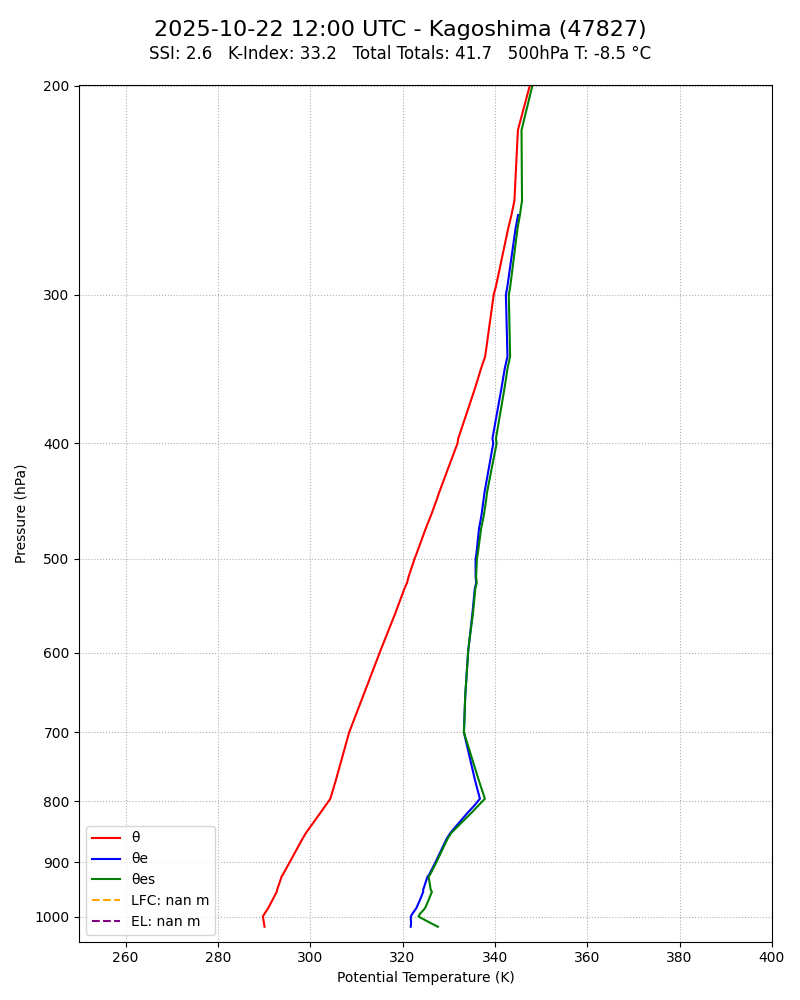 2025-10-22 12:00 UTC - Kagoshima (47827)
SSI: 2.6   K-Index: 33.2   Total Totals: 41.7   500hPa T: -8.5 °C
200
300
400
500
600
700
800
900
1000
Pressure (hPa)
θ
θe
θes
LFC: nan m
EL: nan m
260 280 300 320 340 360 380 400
Potential Temperature (K)